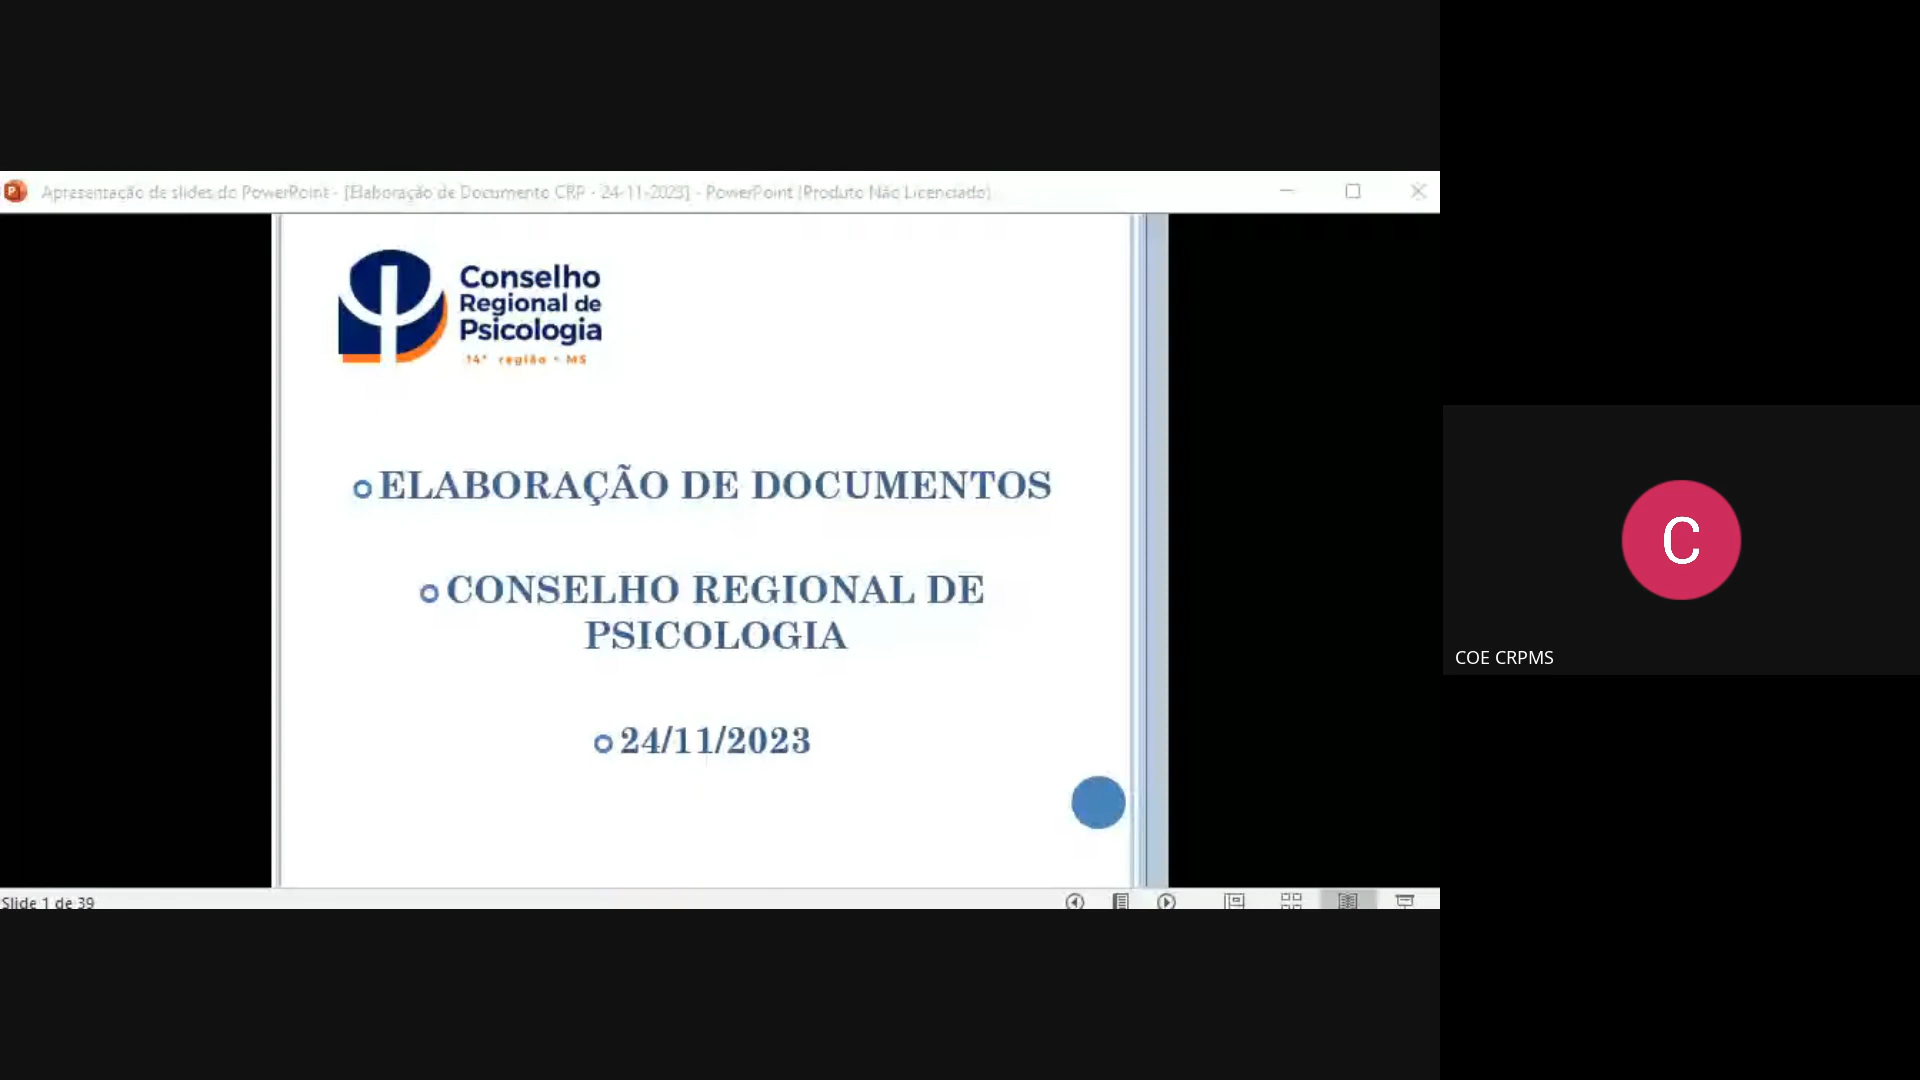 Apresentação de slides do PowerPoint - [Elaboração de Documento CRP - 24-11-2023] - PowerPoint (Produto Não Licenciado)
Conselho
Regional de
Psicologia
14ª região - MS
ELABORAÇÃO DE DOCUMENTOS
CONSELHO REGIONAL DE
PSICOLOGIA
24/11/2023
C
COE CRPMS
Slide 1 de 39